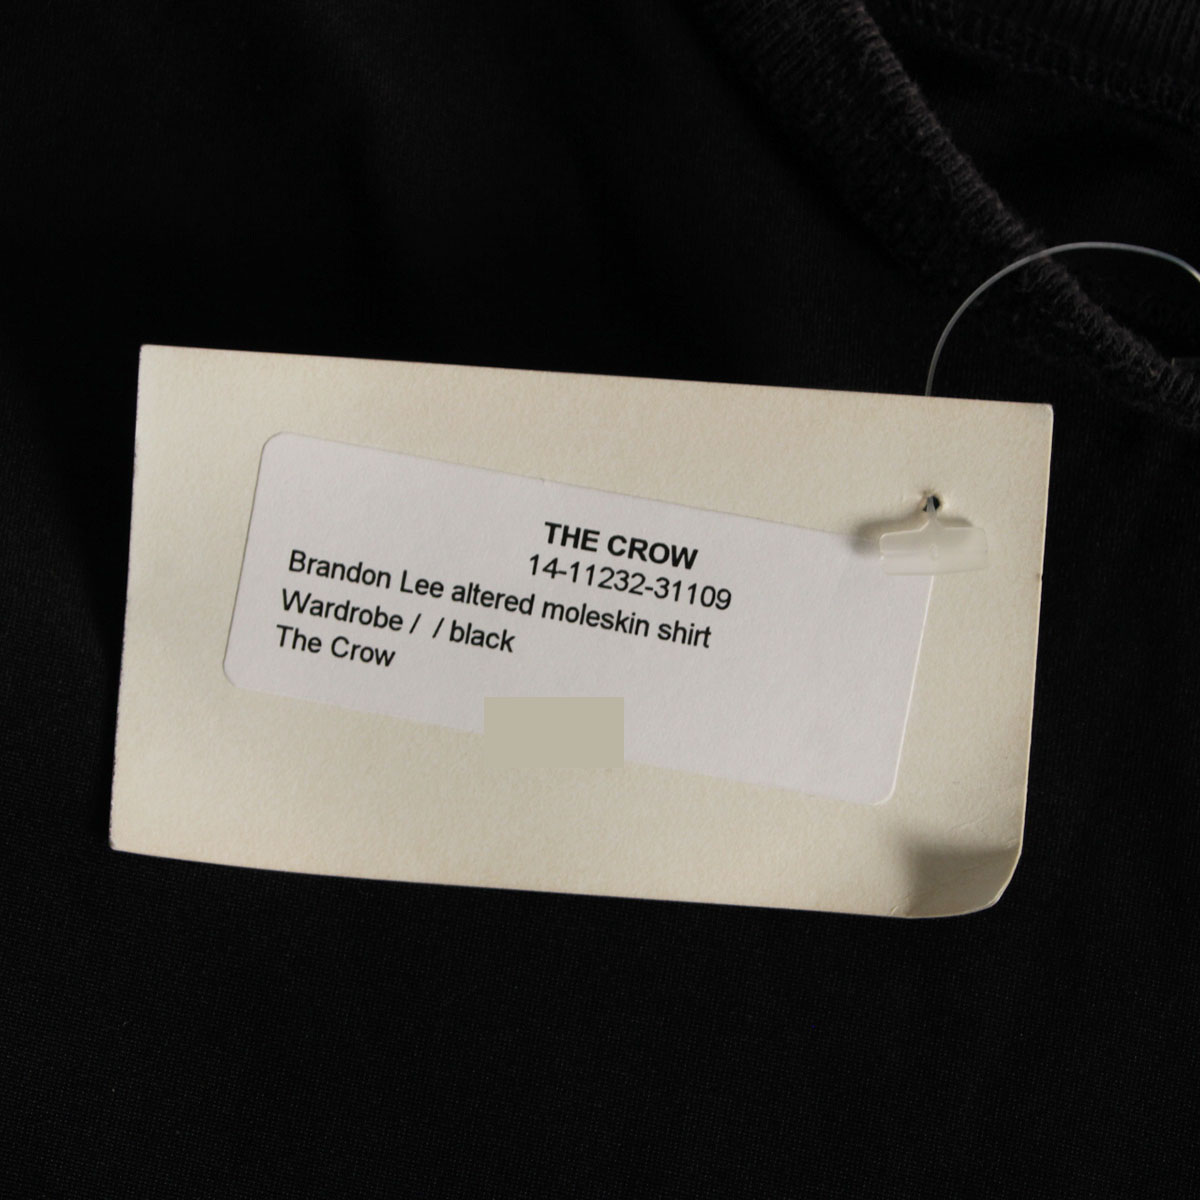 THE CROW
14-11232-31109
Brandon Lee altered moleskin shirt
Wardrobe /  / black
The Crow